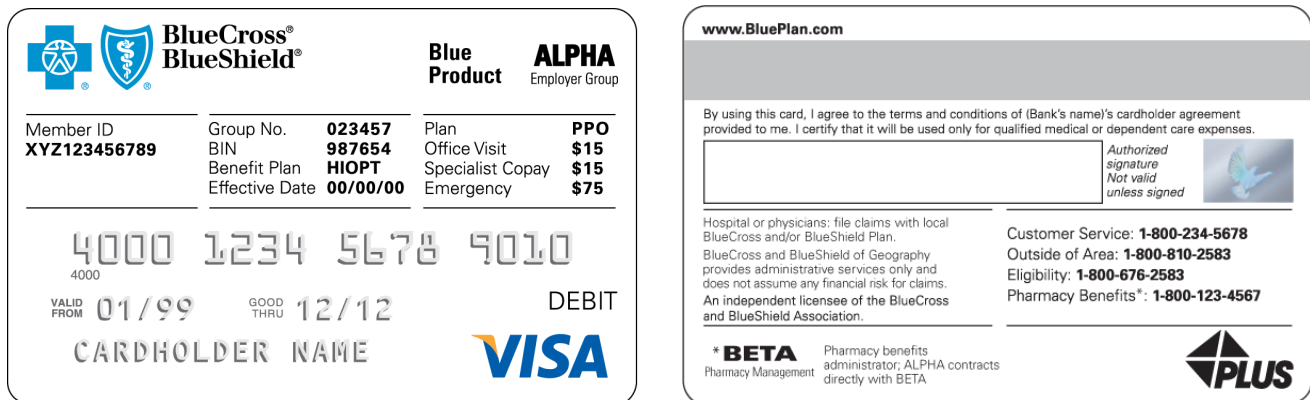 BlueCross®
BlueShield®
Blue
Product
ALPHA
Employer Group
Member ID
XYZ123456789
Group No. 023457
BIN 987654
Benefit Plan HIOPT
Effective Date 00/00/00
Plan PPO
Office Visit $15
Specialist Copay $15
Emergency $75
4000 1234 5678 9010
4000
VALID
FROM 01/99
GOOD
THRU 12/12
DEBIT
CARDHOLDER NAME
VISA
www.BluePlan.com
By using this card, I agree to the terms and conditions of (Bank's name)'s cardholder agreement
provided to me. I certify that it will be used only for qualified medical or dependent care expenses.
Authorized
signature
Not valid
unless signed
Hospital or physicians: file claims with local
BlueCross and/or BlueShield Plan.
BlueCross and BlueShield of Geography
provides administrative services only and
does not assume any financial risk for claims.
An independent licensee of the BlueCross
and BlueShield Association.
Customer Service: 1-800-234-5678
Outside of Area: 1-800-810-2583
Eligibility: 1-800-676-2583
Pharmacy Benefits*: 1-800-123-4567
*BETA
Pharmacy Management
Pharmacy benefits
administrator; ALPHA contracts
directly with BETA
PLUS